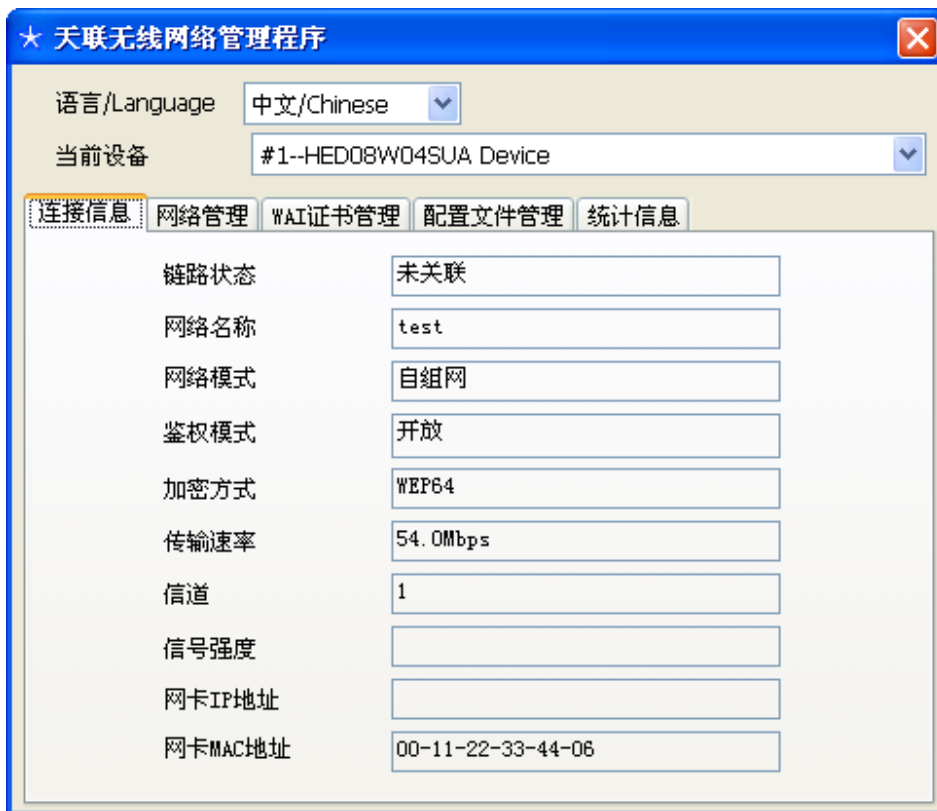 天联无线网络管理程序
语言/Language 中文/Chinese
当前设备 #1--HED08W04SUA Device
连接信息 网络管理 WAI证书管理 配置文件管理 统计信息
链路状态 未关联
网络名称 test
网络模式 自组网
鉴权模式 开放
加密方式 WEP64
传输速率 54.0Mbps
信道 1
信号强度
网卡IP地址
网卡MAC地址 00-11-22-33-44-06